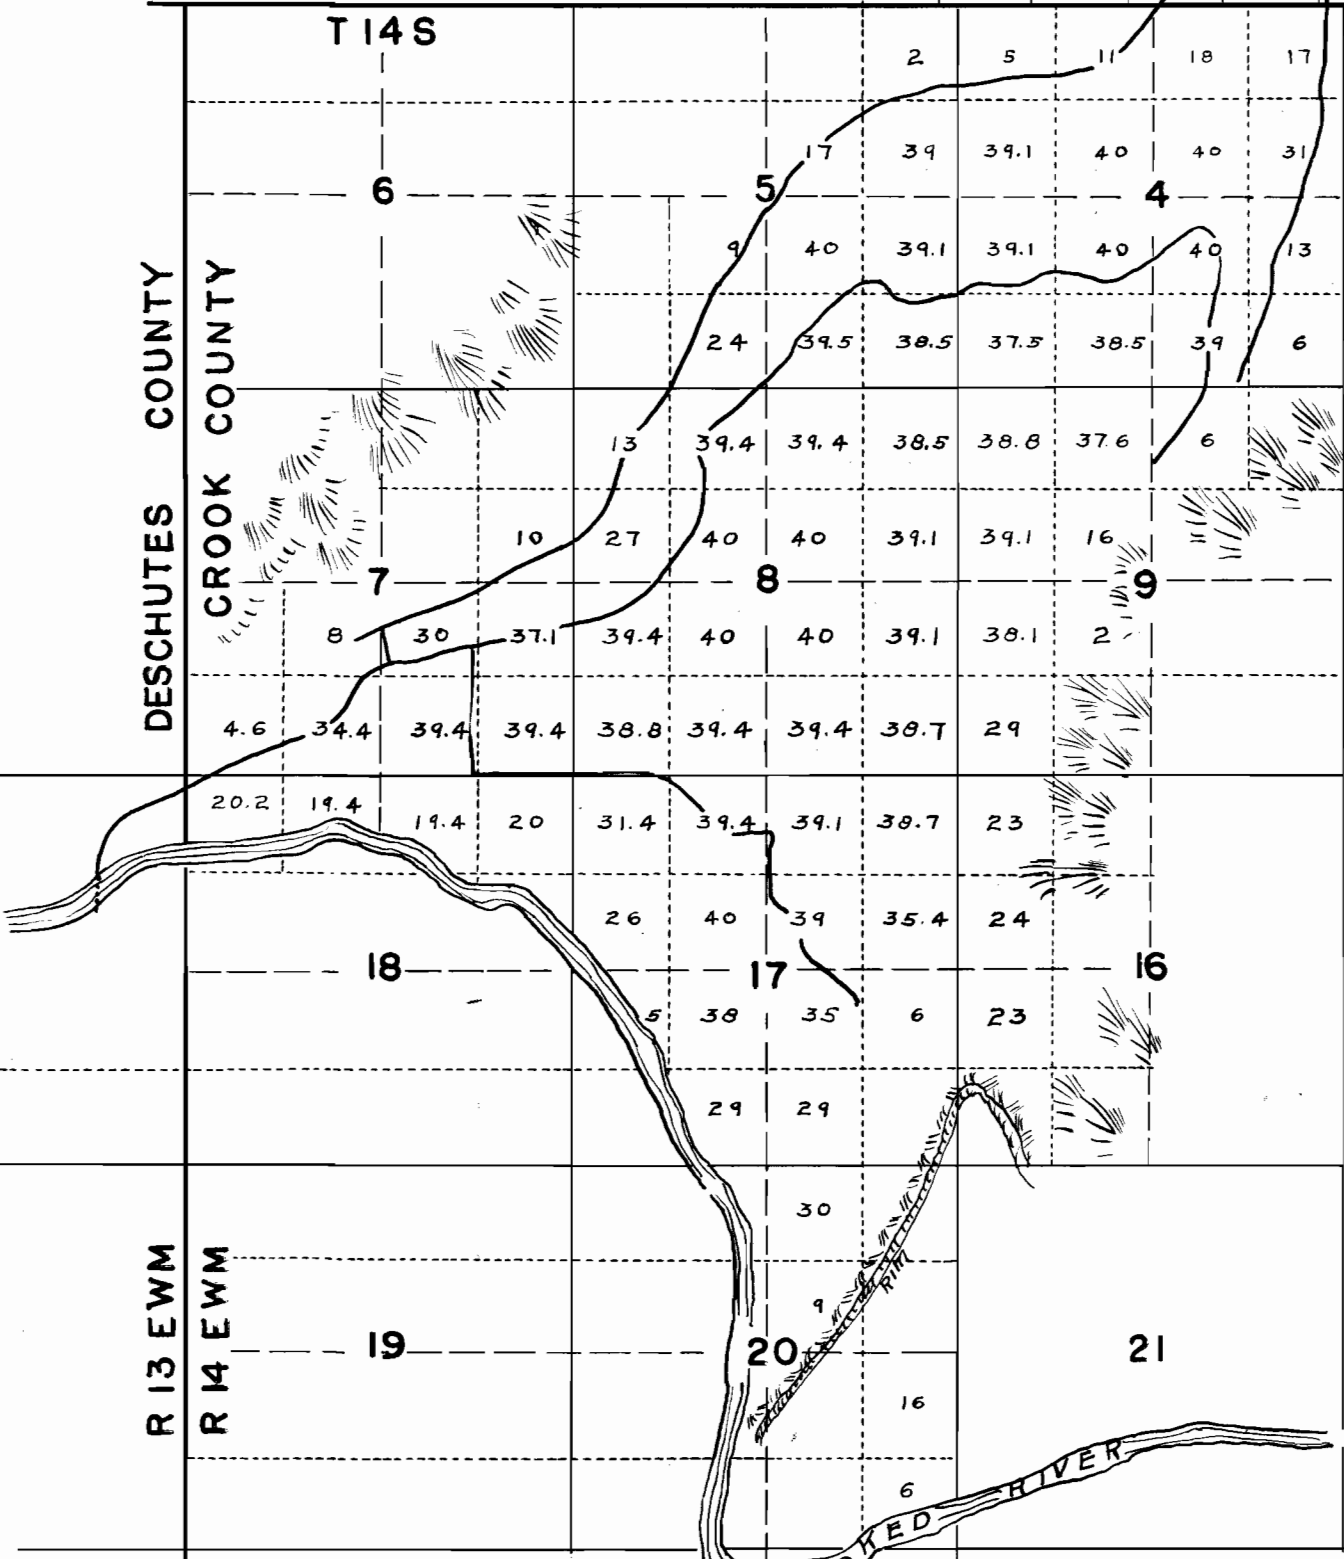 T 14 S
2 5 11 18 17
17 39 39.1 40 40 31
6 5 4
9 40 39.1 39.1 40 40 13
24 39.5 38.5 37.5 38.5 39 6
DESCHUTES COUNTY
CROOK COUNTY
13 39.4 39.4 38.5 38.8 37.6 6
10 27 40 40 39.1 39.1 16
7 8 9
8 30 37.1 39.4 40 40 39.1 38.1 2
4.6 34.4 39.4 39.4 38.8 39.4 39.4 38.7 29
20.2 19.4 19.4 20 31.4 39.4 39.1 38.7 23
26 40 39 35.4 24
18 17 16
5 38 35 6 23
29 29
30
RIM
9
R 13 EWM
R 14 EWM
19 20 21
16
6
KED RIVER